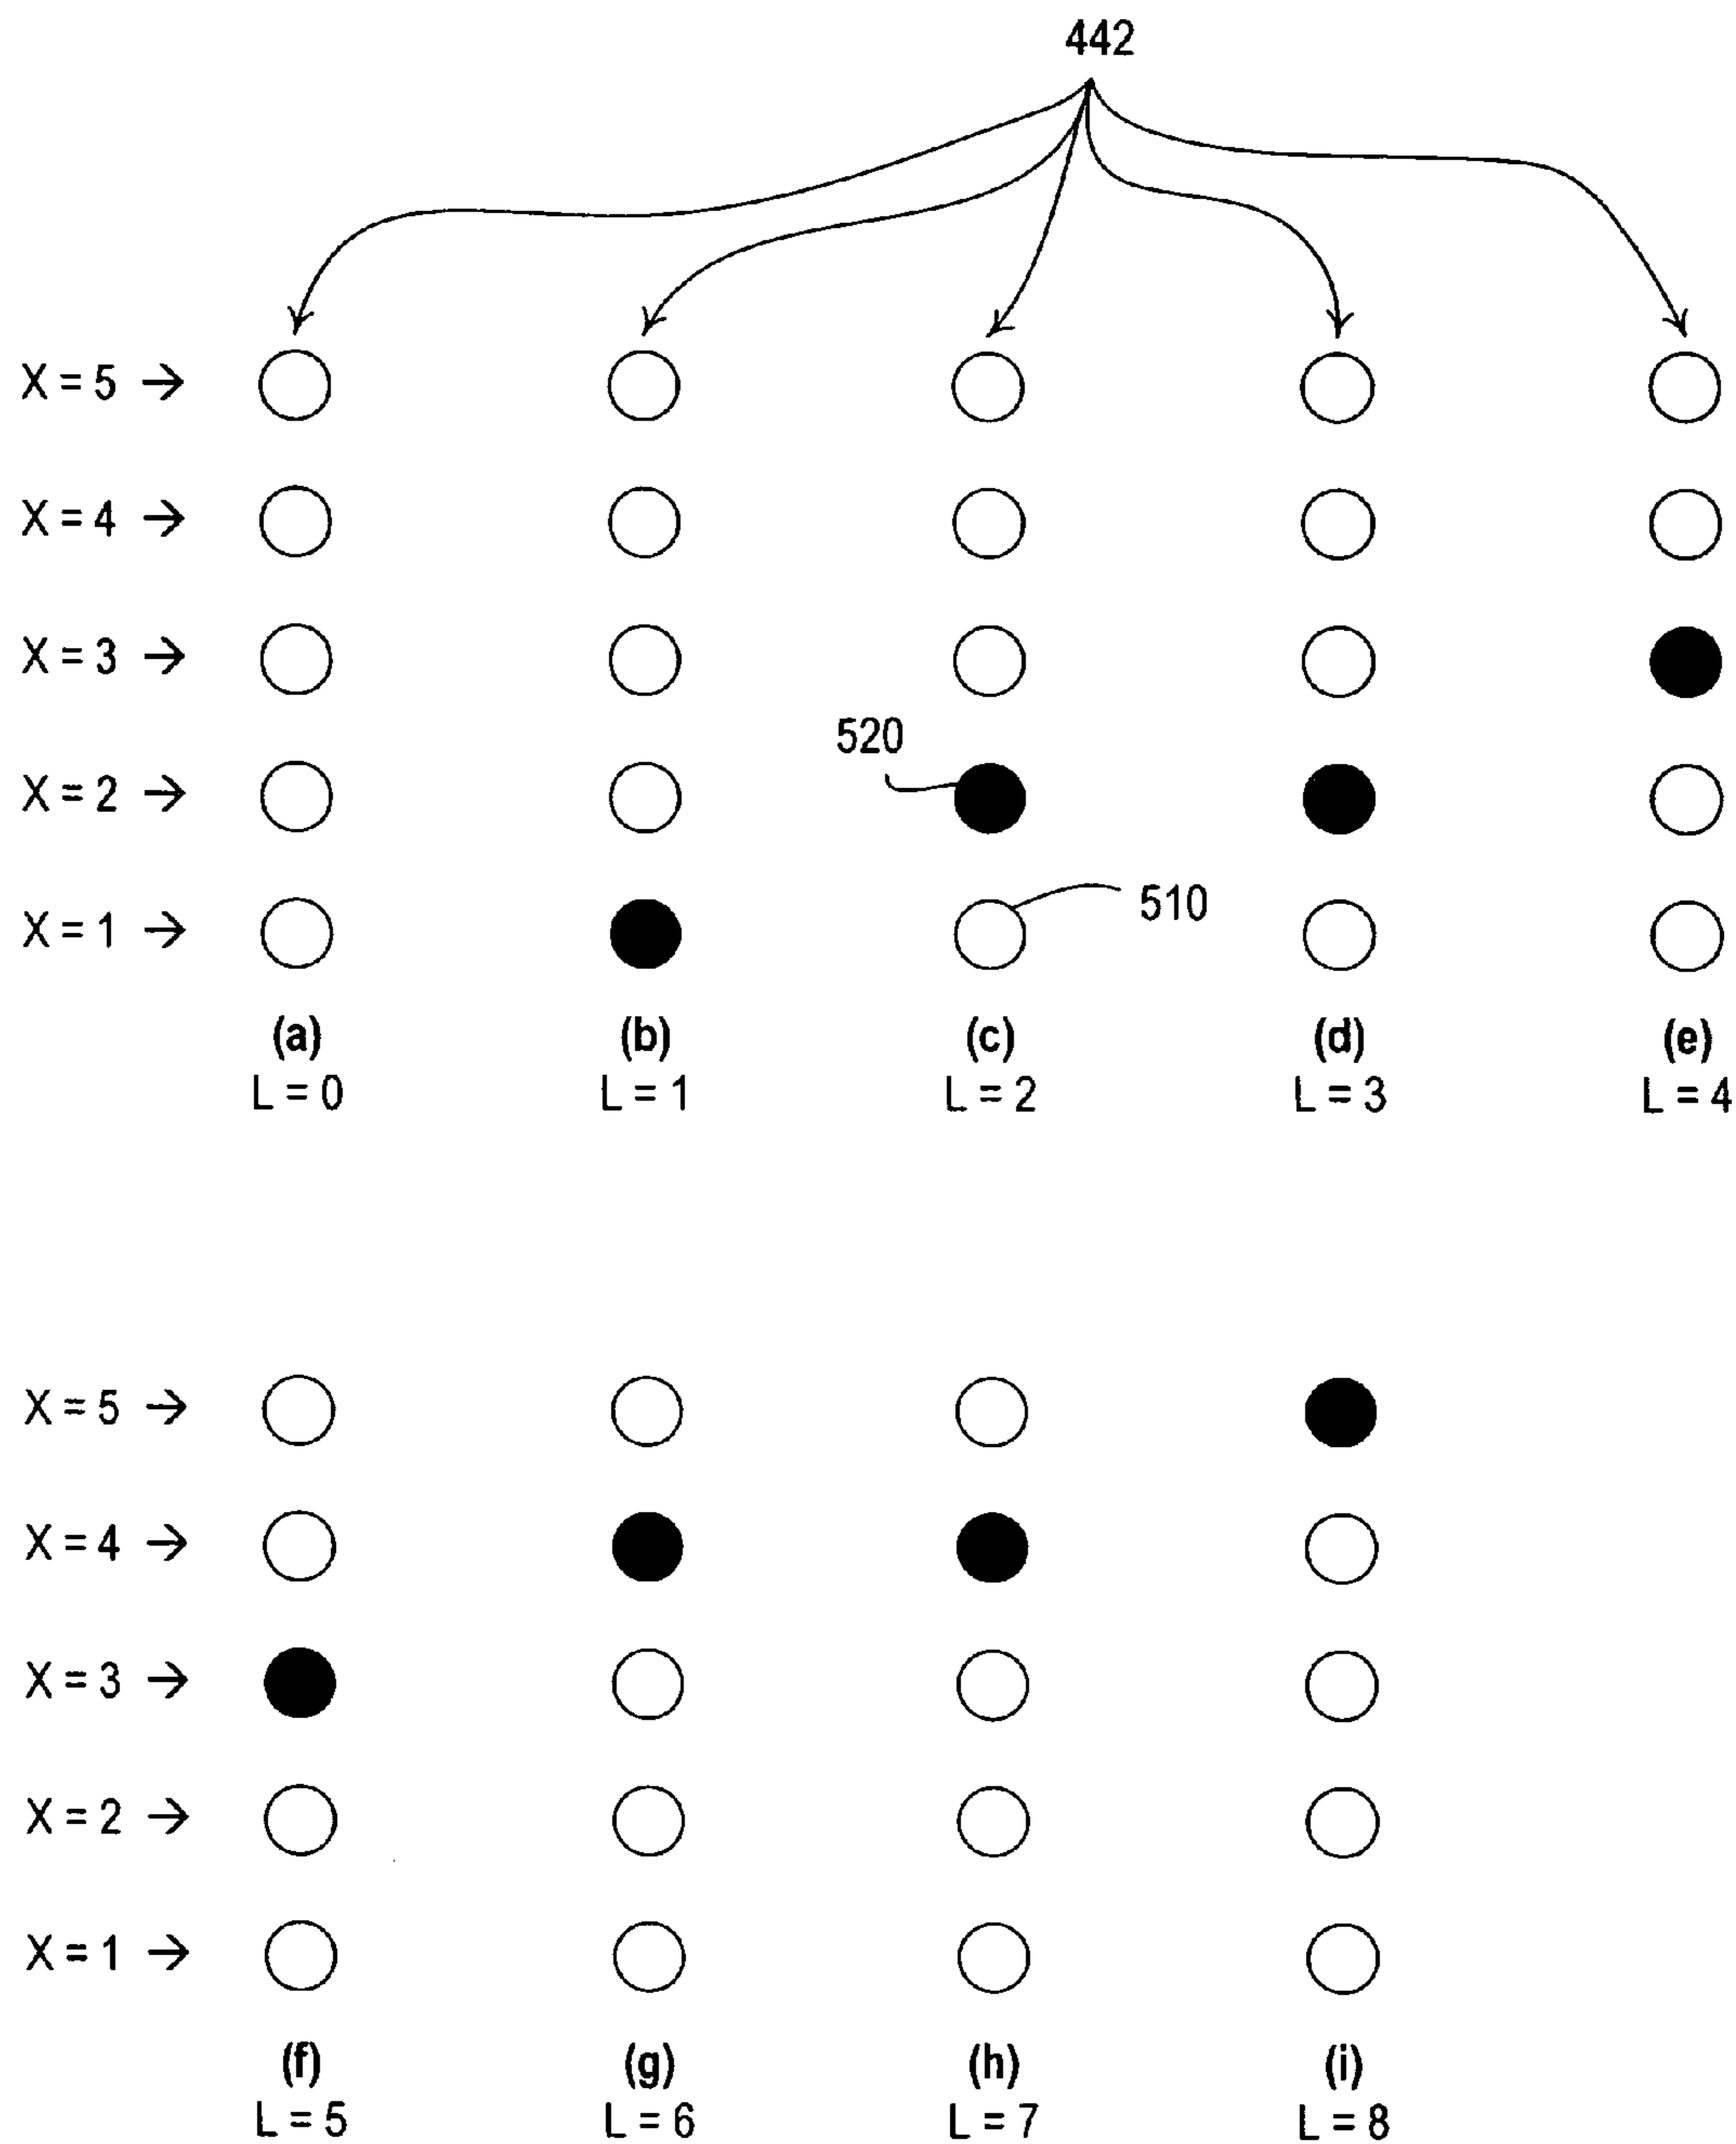 442
X = 5 →
X = 4 →
X = 3 →
520
X = 2 →
510
X = 1 →
(a) (b) (c) (d) (e)
L = 0 L = 1 L = 2 L = 3 L = 4
X = 5 →
X = 4 →
X = 3 →
X = 2 →
X = 1 →
(f) (g) (h) (i)
L = 5 L = 6 L = 7 L = 8